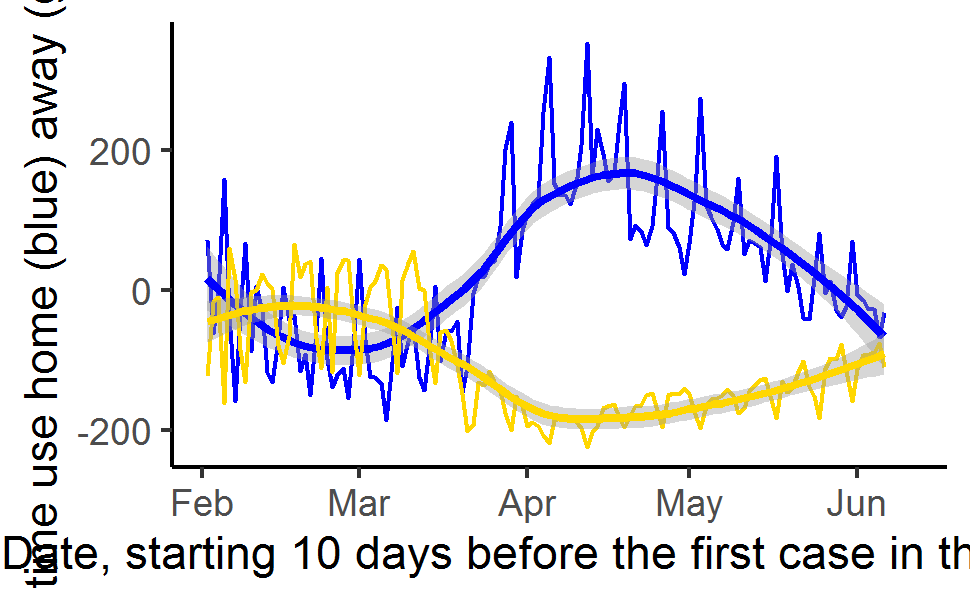 time use home (blue) away (
200
0
-200
Feb Mar Apr May Jun
Date, starting 10 days before the first case in th